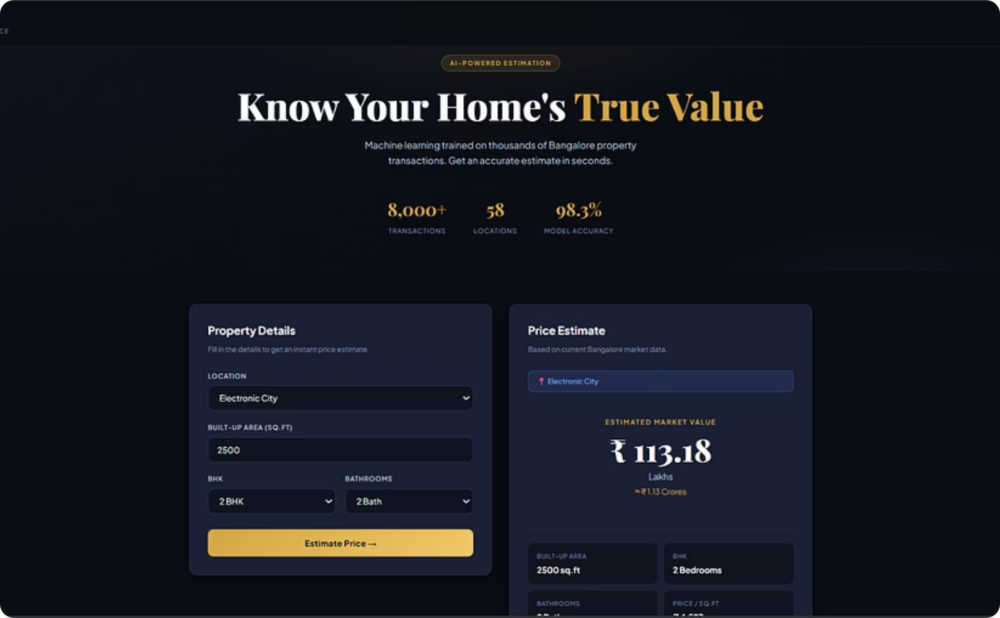 CE
AI-POWERED ESTIMATION
Know Your Home's True Value
Machine learning trained on thousands of Bangalore property
transactions. Get an accurate estimate in seconds.
8,000+
TRANSACTIONS
58
LOCATIONS
98.3%
MODEL ACCURACY
Property Details
Fill in the details to get an instant price estimate.
LOCATION
Electronic City
BUILT-UP AREA (SQ.FT)
2500
BHK
2 BHK
BATHROOMS
2 Bath
Estimate Price →
Price Estimate
Based on current Bangalore market data.
📍 Electronic City
ESTIMATED MARKET VALUE
₹ 113.18
Lakhs
≈ ₹1.13 Crores
BUILT-UP AREA
2500 sq.ft
BHK
2 Bedrooms
BATHROOMS
PRICE / SQ.FT